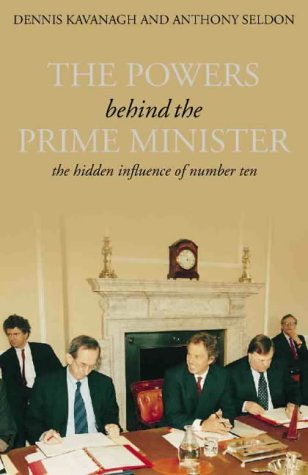 DENNIS KAVANAGH AND ANTHONY SELDON
THE POWERS
behind the
PRIME MINISTER
the hidden influence of number ten